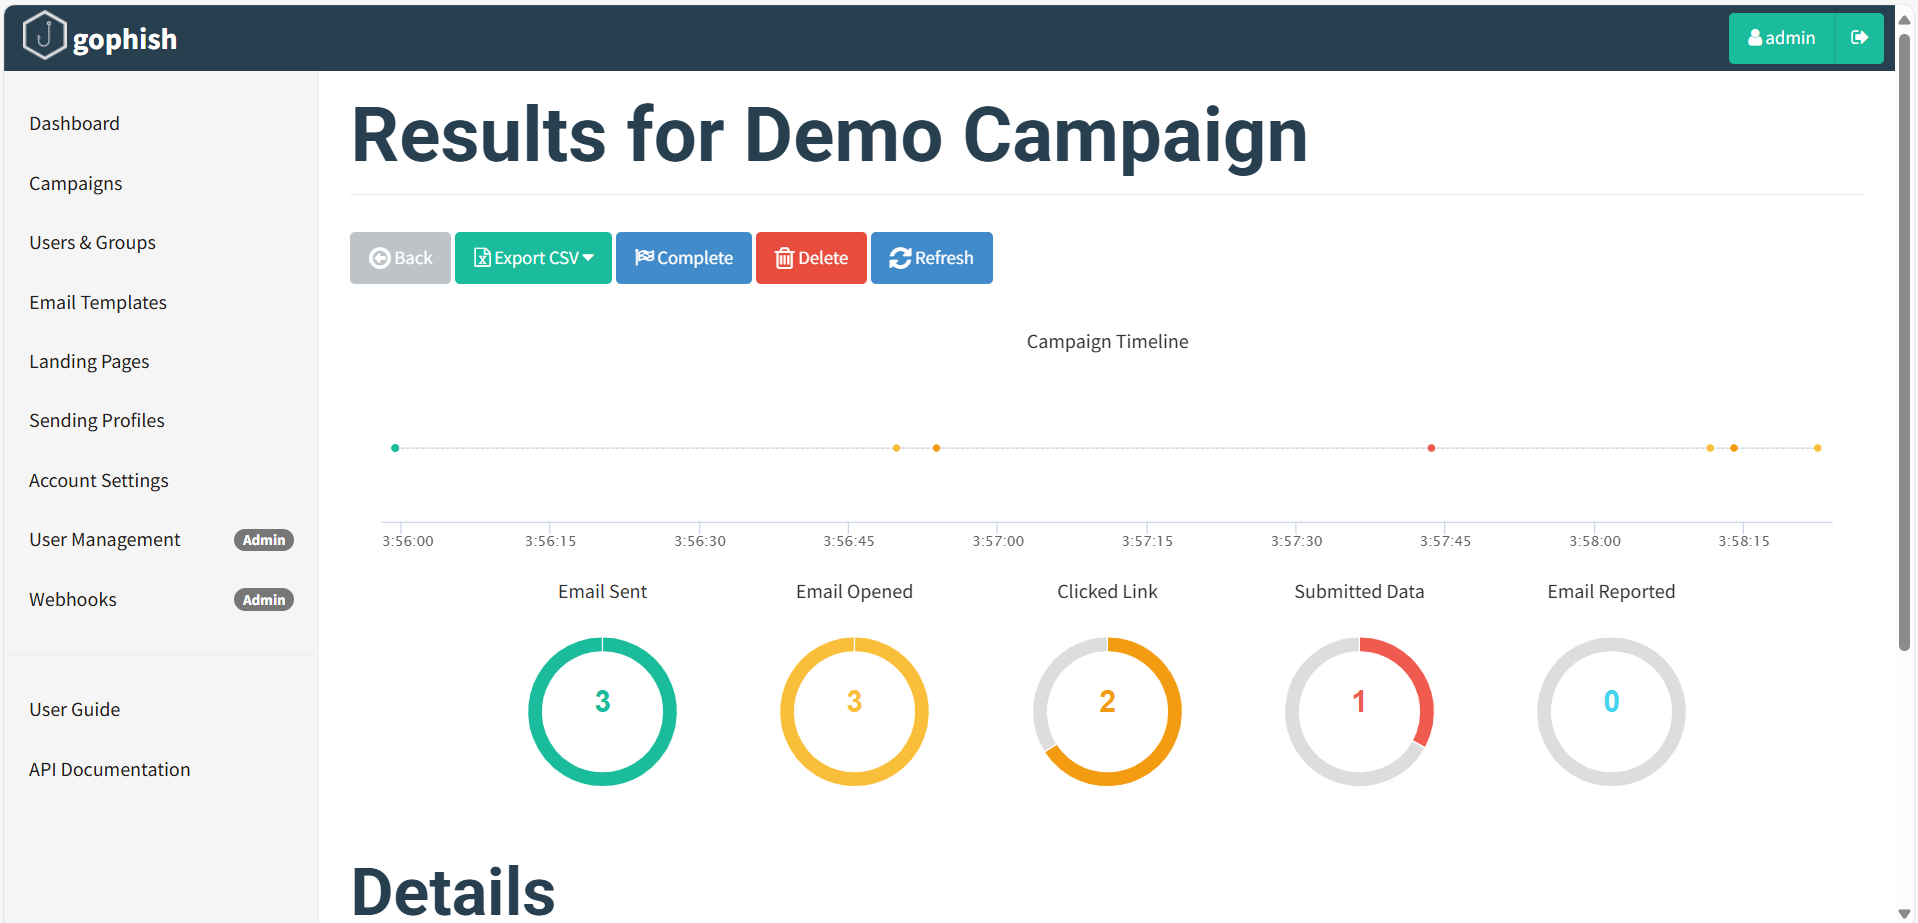 gophish
admin
Dashboard
Campaigns
Users & Groups
Email Templates
Landing Pages
Sending Profiles
Account Settings
User Management Admin
Webhooks Admin
User Guide
API Documentation
Results for Demo Campaign
Back Export CSV Complete Delete Refresh
Campaign Timeline
3:56:00 3:56:15 3:56:30 3:56:45 3:57:00 3:57:15 3:57:30 3:57:45 3:58:00 3:58:15
Email Sent Email Opened Clicked Link Submitted Data Email Reported
3 3 2 1 0
Details